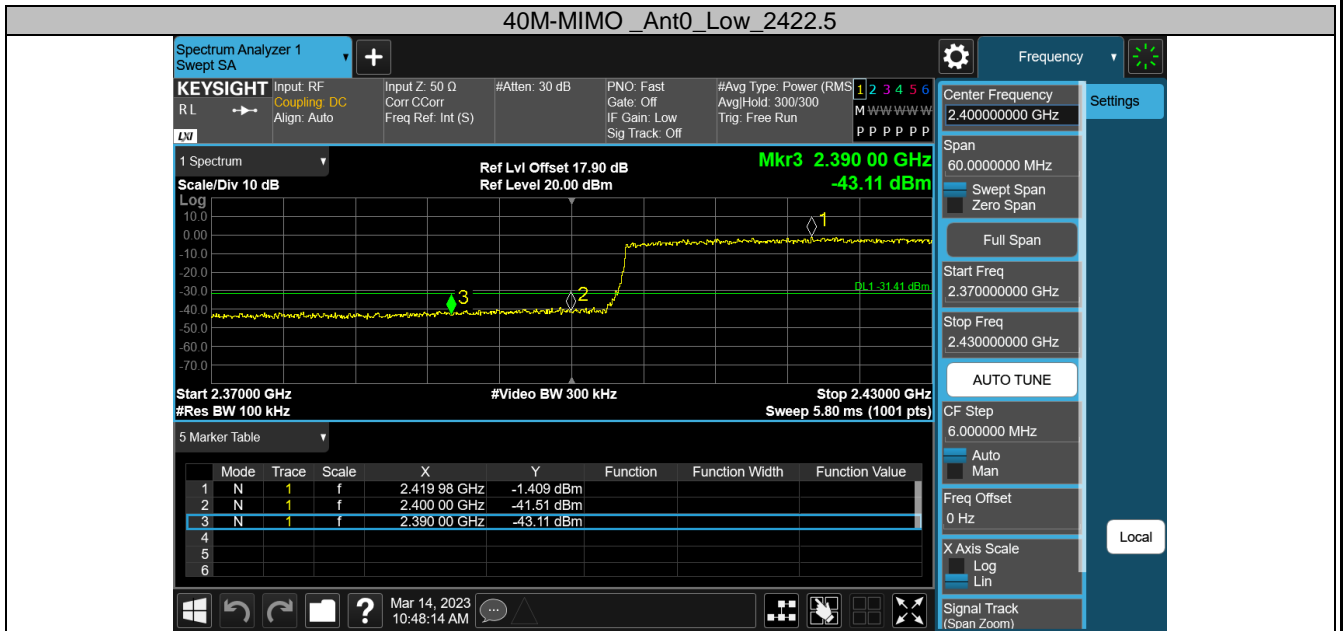 40M-MIMO _Ant0_Low_2422.5
Spectrum Analyzer 1
Swept SA
+
Frequency
KEYSIGHT
R L
LXI
Input: RF
Coupling: DC
Align: Auto
Input Z: 50 Ω
Corr CCorr
Freq Ref: Int (S)
#Atten: 30 dB
PNO: Fast
Gate: Off
IF Gain: Low
Sig Track: Off
#Avg Type: Power (RMS
Avg|Hold: 300/300
Trig: Free Run
1 2 3 4 5 6
M W W W W W
P P P P P P
1 Spectrum
Scale/Div 10 dB
Ref Lvl Offset 17.90 dB
Ref Level 20.00 dBm
Mkr3 2.390 00 GHz
-43.11 dBm
Log
10.0
0.00
-10.0
-20.0
-30.0
-40.0
-50.0
-60.0
-70.0
1
2
3
DL1 -31.41 dBm
Start 2.37000 GHz
#Video BW 300 kHz
Stop 2.43000 GHz
#Res BW 100 kHz
Sweep 5.80 ms (1001 pts)
5 Marker Table
Mode Trace Scale X Y Function Function Width Function Value
1 N 1 f 2.419 98 GHz -1.409 dBm
2 N 1 f 2.400 00 GHz -41.51 dBm
3 N 1 f 2.390 00 GHz -43.11 dBm
4
5
6
?
Mar 14, 2023
10:48:14 AM
Center Frequency
2.400000000 GHz
Span
60.0000000 MHz
Swept Span
Zero Span
Full Span
Start Freq
2.370000000 GHz
Stop Freq
2.430000000 GHz
AUTO TUNE
CF Step
6.000000 MHz
Auto
Man
Freq Offset
0 Hz
X Axis Scale
Log
Lin
Signal Track
(Span Zoom)
Settings
Local